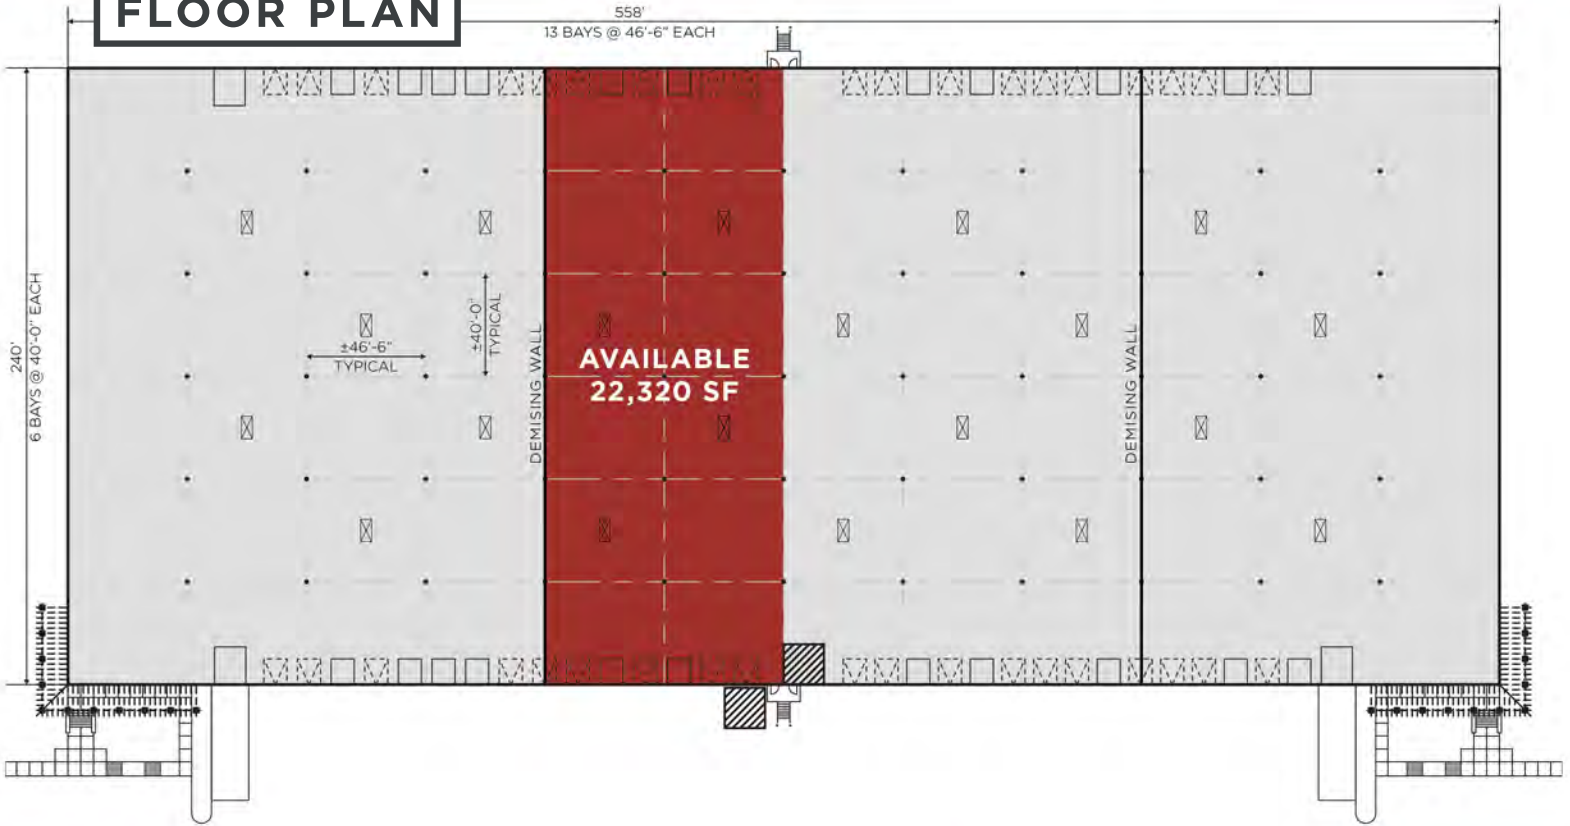 FLOOR PLAN
558'
13 BAYS @ 46'-6" EACH
240'
6 BAYS @ 40'-0" EACH
±46'-6"
TYPICAL
±40'-0"
TYPICAL
DEMISING WALL
AVAILABLE
22,320 SF
DEMISING WALL